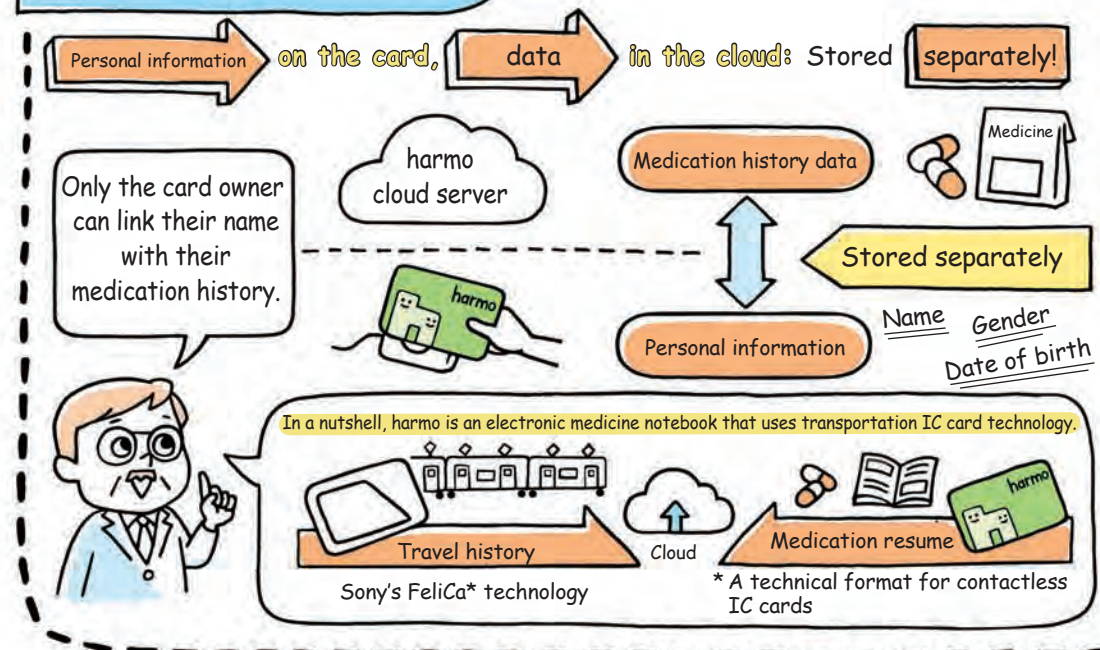 Personal information on the card, data in the cloud: Stored separately!
Only the card owner
can link their name
with their
medication history.
harmo
cloud server
Medication history data
Medicine
Stored separately
harmo
Personal information
Name
Gender
Date of birth
In a nutshell, harmo is an electronic medicine notebook that uses transportation IC card technology.
Travel history
Cloud
Medication resume
harmo
Sony's FeliCa* technology
* A technical format for contactless
IC cards